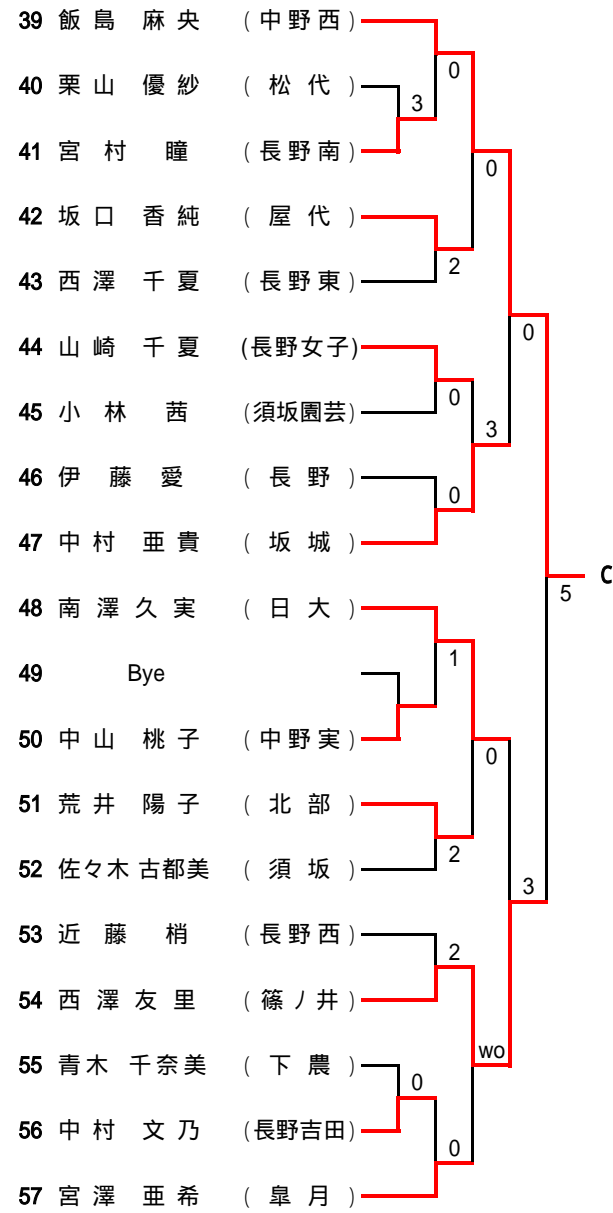 39 飯島 麻央 (中野西)
0
40 栗山 優紗 (松代)
3
41 宮村 瞳 (長野南)
0
42 坂口 香純 (屋代)
2
43 西澤 千夏 (長野東)
0
44 山崎 千夏 (長野女子)
0
45 小林 茜 (須坂園芸)
3
46 伊藤 愛 (長野)
0
47 中村 亜貴 (坂城)
5 C
48 南澤久実 (日大)
1
49 Bye
50 中山 桃子 (中野実)
0
51 荒井 陽子 (北部)
2
52 佐々木 古都美 (須坂)
3
53 近藤 梢 (長野西)
2
54 西澤友里 (篠ノ井)
wo
55 青木 千奈美 (下農)
0
56 中村 文乃 (長野吉田)
0
57 宮澤 亜希 (皐月)